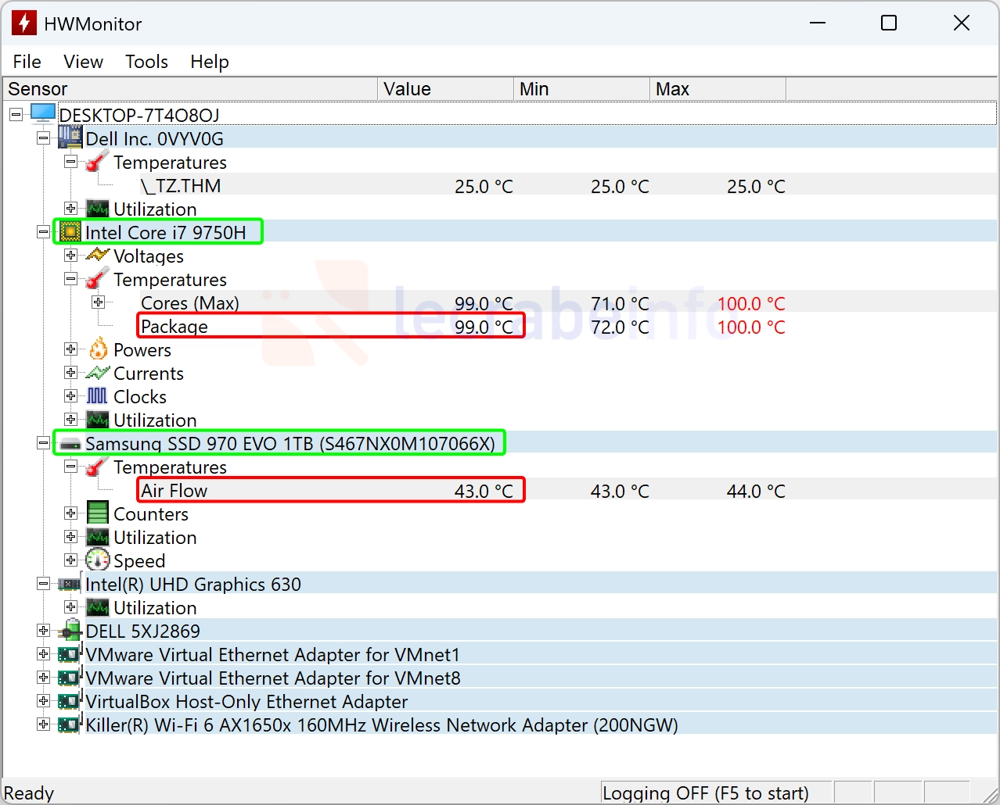 HWMonitor
File View Tools Help
Sensor Value Min Max
DESKTOP-7T4O8OJ
Dell Inc. 0VYV0G
Temperatures
\_TZ.THM 25.0 °C 25.0 °C 25.0 °C
Utilization
Intel Core i7 9750H
Voltages
Temperatures
Cores (Max) 99.0 °C 71.0 °C 100.0 °C
Package 99.0 °C 72.0 °C 100.0 °C
lecrabeinfo
Powers
Currents
Clocks
Utilization
Samsung SSD 970 EVO 1TB (S467NX0M107066X)
Temperatures
Air Flow 43.0 °C 43.0 °C 44.0 °C
Counters
Utilization
Speed
Intel(R) UHD Graphics 630
Utilization
DELL 5XJ2869
VMware Virtual Ethernet Adapter for VMnet1
VMware Virtual Ethernet Adapter for VMnet8
VirtualBox Host-Only Ethernet Adapter
Killer(R) Wi-Fi 6 AX1650x 160MHz Wireless Network Adapter (200NGW)
Ready Logging OFF (F5 to start)